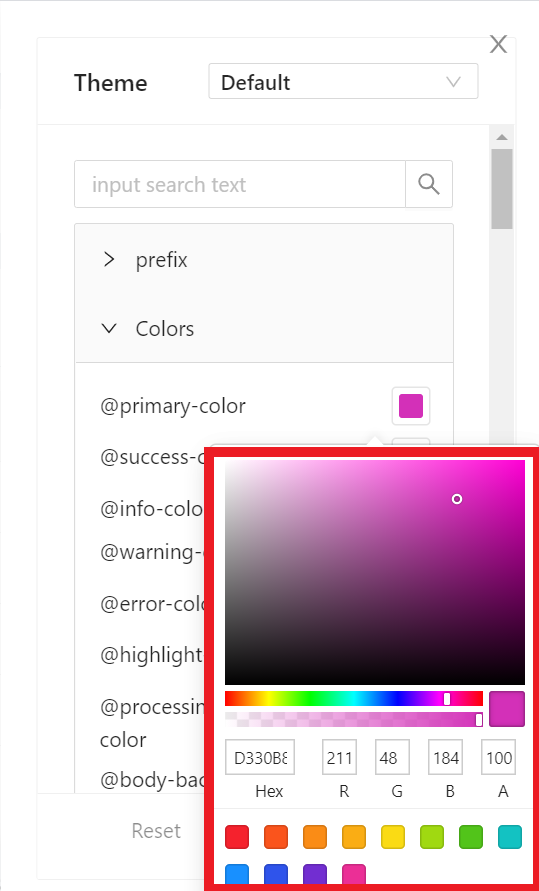 X
Theme
Default
input search text
prefix
Colors
@primary-color
@success-c
@info-colo
@warning-
@error-colo
@highlight
@processin
color
@body-bac
D330B8 211 48 184 100
Hex R G B A
Reset